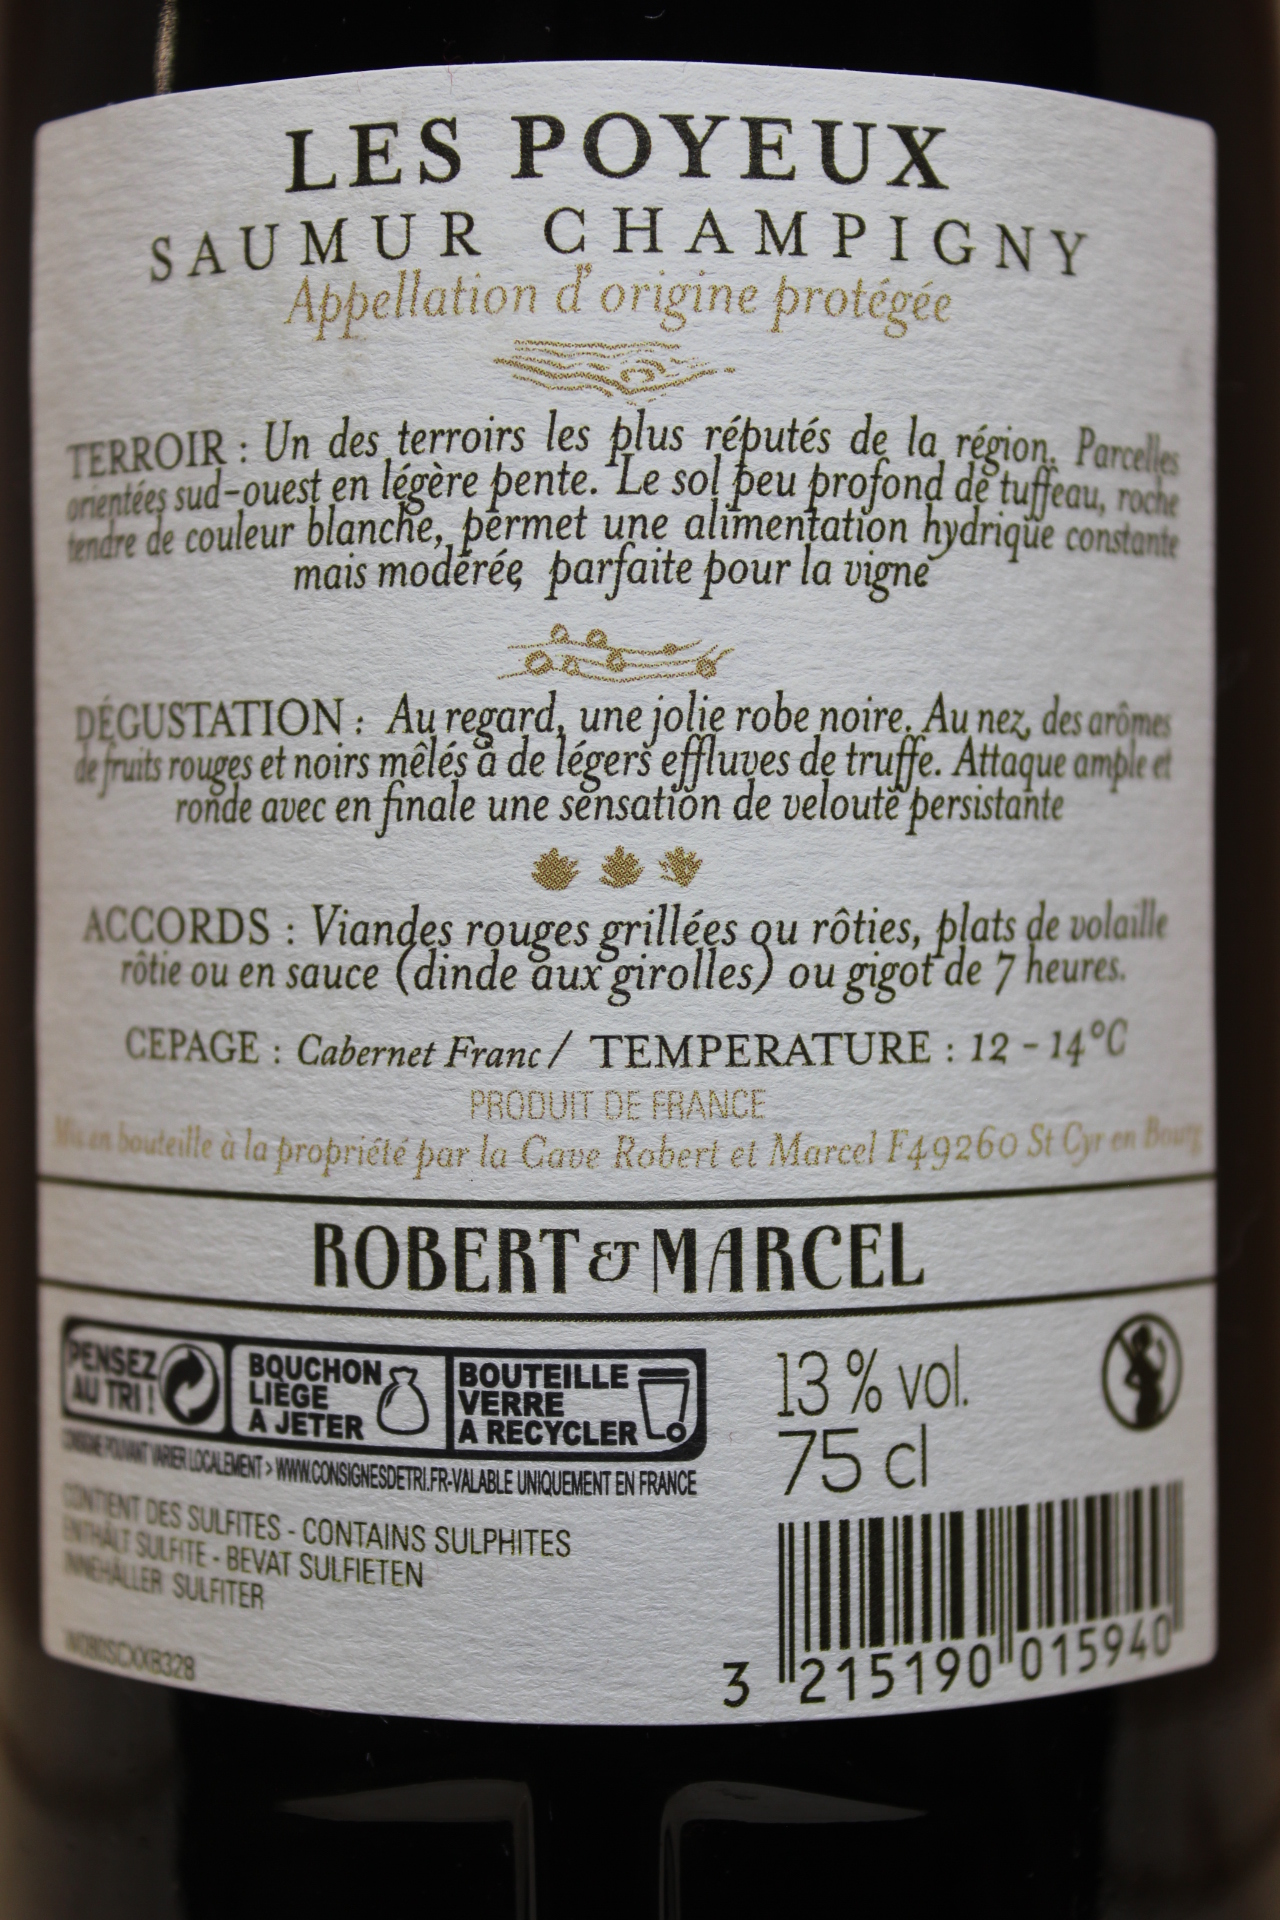 LES POYEUX
SAUMUR CHAMPIGNY
Appellation d'origine protégée
TERROIR : Un des terroirs les plus réputés de la région. Parcelles
orientées sud-ouest en légère pente. Le sol peu profond de tuffeau, roche
tendre de couleur blanche, permet une alimentation hydrique constante
mais modérée, parfaite pour la vigne
DÉGUSTATION : Au regard, une jolie robe noire. Au nez, des arômes
de fruits rouges et noirs mêlés à de légers effluves de truffe. Attaque ample et
ronde avec en finale une sensation de velouté persistante
ACCORDS : Viandes rouges grillées ou rôties, plats de volaille
rôtie ou en sauce (dinde aux girolles) ou gigot de 7 heures.
CEPAGE : Cabernet Franc / TEMPERATURE : 12 - 14°C
PRODUIT DE FRANCE
Mis en bouteille à la propriété par la Cave Robert et Marcel F49260 St Cyr en Bourg
ROBERT ET MARCEL
PENSEZ
AU TRI !
BOUCHON
LIÈGE
À JETER
BOUTEILLE
VERRE
À RECYCLER
CONSIGNE POUVANT VARIER LOCALEMENT > WWW.CONSIGNESDETRI.FR-VALABLE UNIQUEMENT EN FRANCE
13 % vol.
75 cl
CONTIENT DES SULFITES - CONTAINS SULPHITES
ENTHÄLT SULFITE - BEVAT SULFIETEN
INNEHÅLLER SULFITER
3 215190 015940